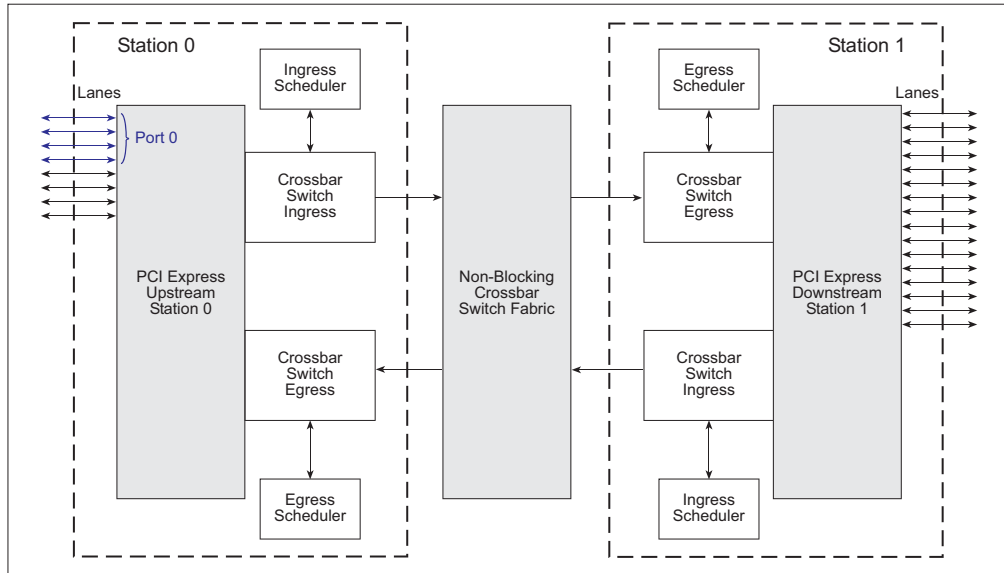 Station 0
Station 1
Ingress
Scheduler
Egress
Scheduler
Lanes
Lanes
Port 0
Crossbar
Switch
Ingress
Crossbar
Switch
Egress
PCI Express
Upstream
Station 0
Non-Blocking
Crossbar
Switch Fabric
PCI Express
Downstream
Station 1
Crossbar
Switch
Egress
Crossbar
Switch
Ingress
Egress
Scheduler
Ingress
Scheduler